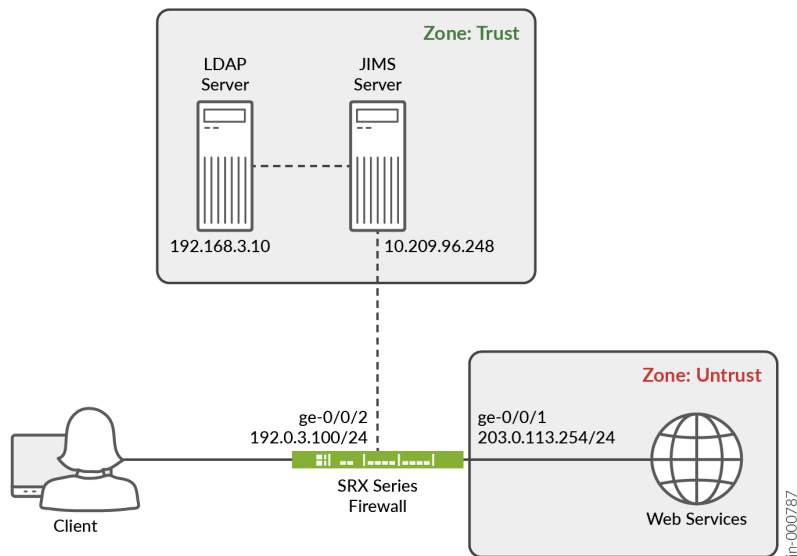 Zone: Trust
LDAP
Server
JIMS
Server
192.168.3.10
10.209.96.248
Zone: Untrust
ge-0/0/2
192.0.3.100/24
ge-0/0/1
203.0.113.254/24
SRX Series
Firewall
Client
Web Services
jn-000787